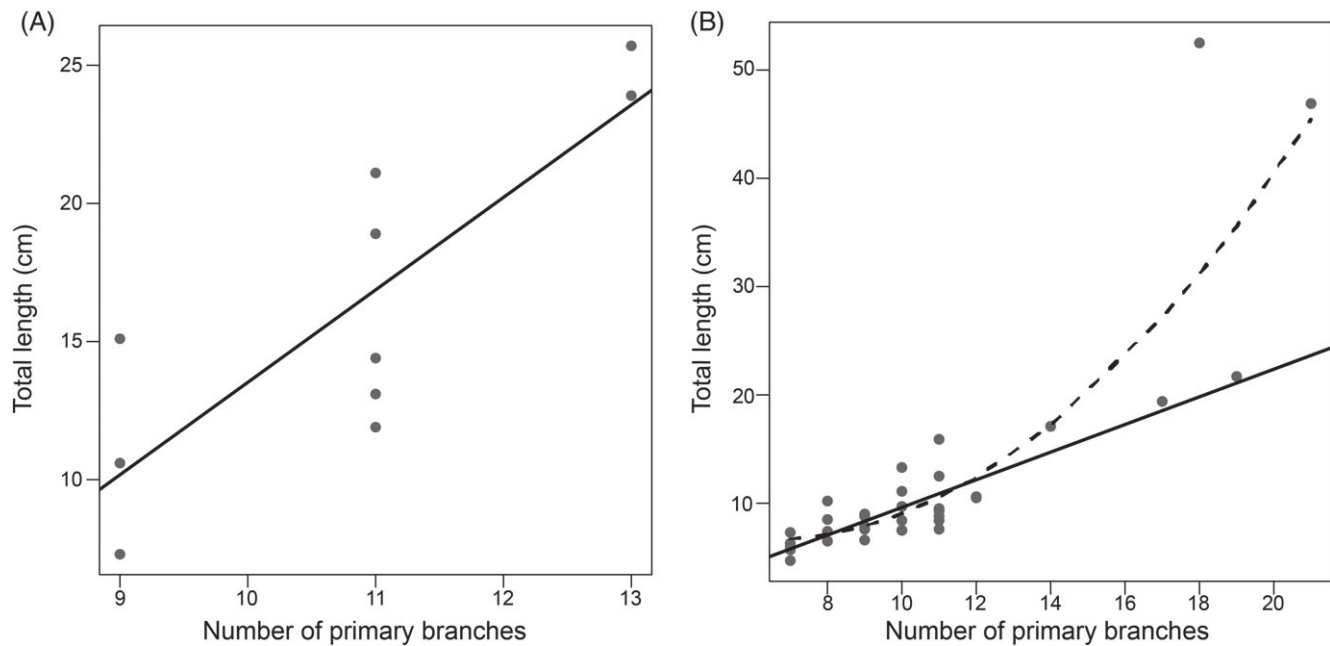 (A)
25
20
15
10
Total length (cm)
9 10 11 12 13
Number of primary branches
(B)
50
40
30
20
10
Total length (cm)
8 10 12 14 16 18 20
Number of primary branches